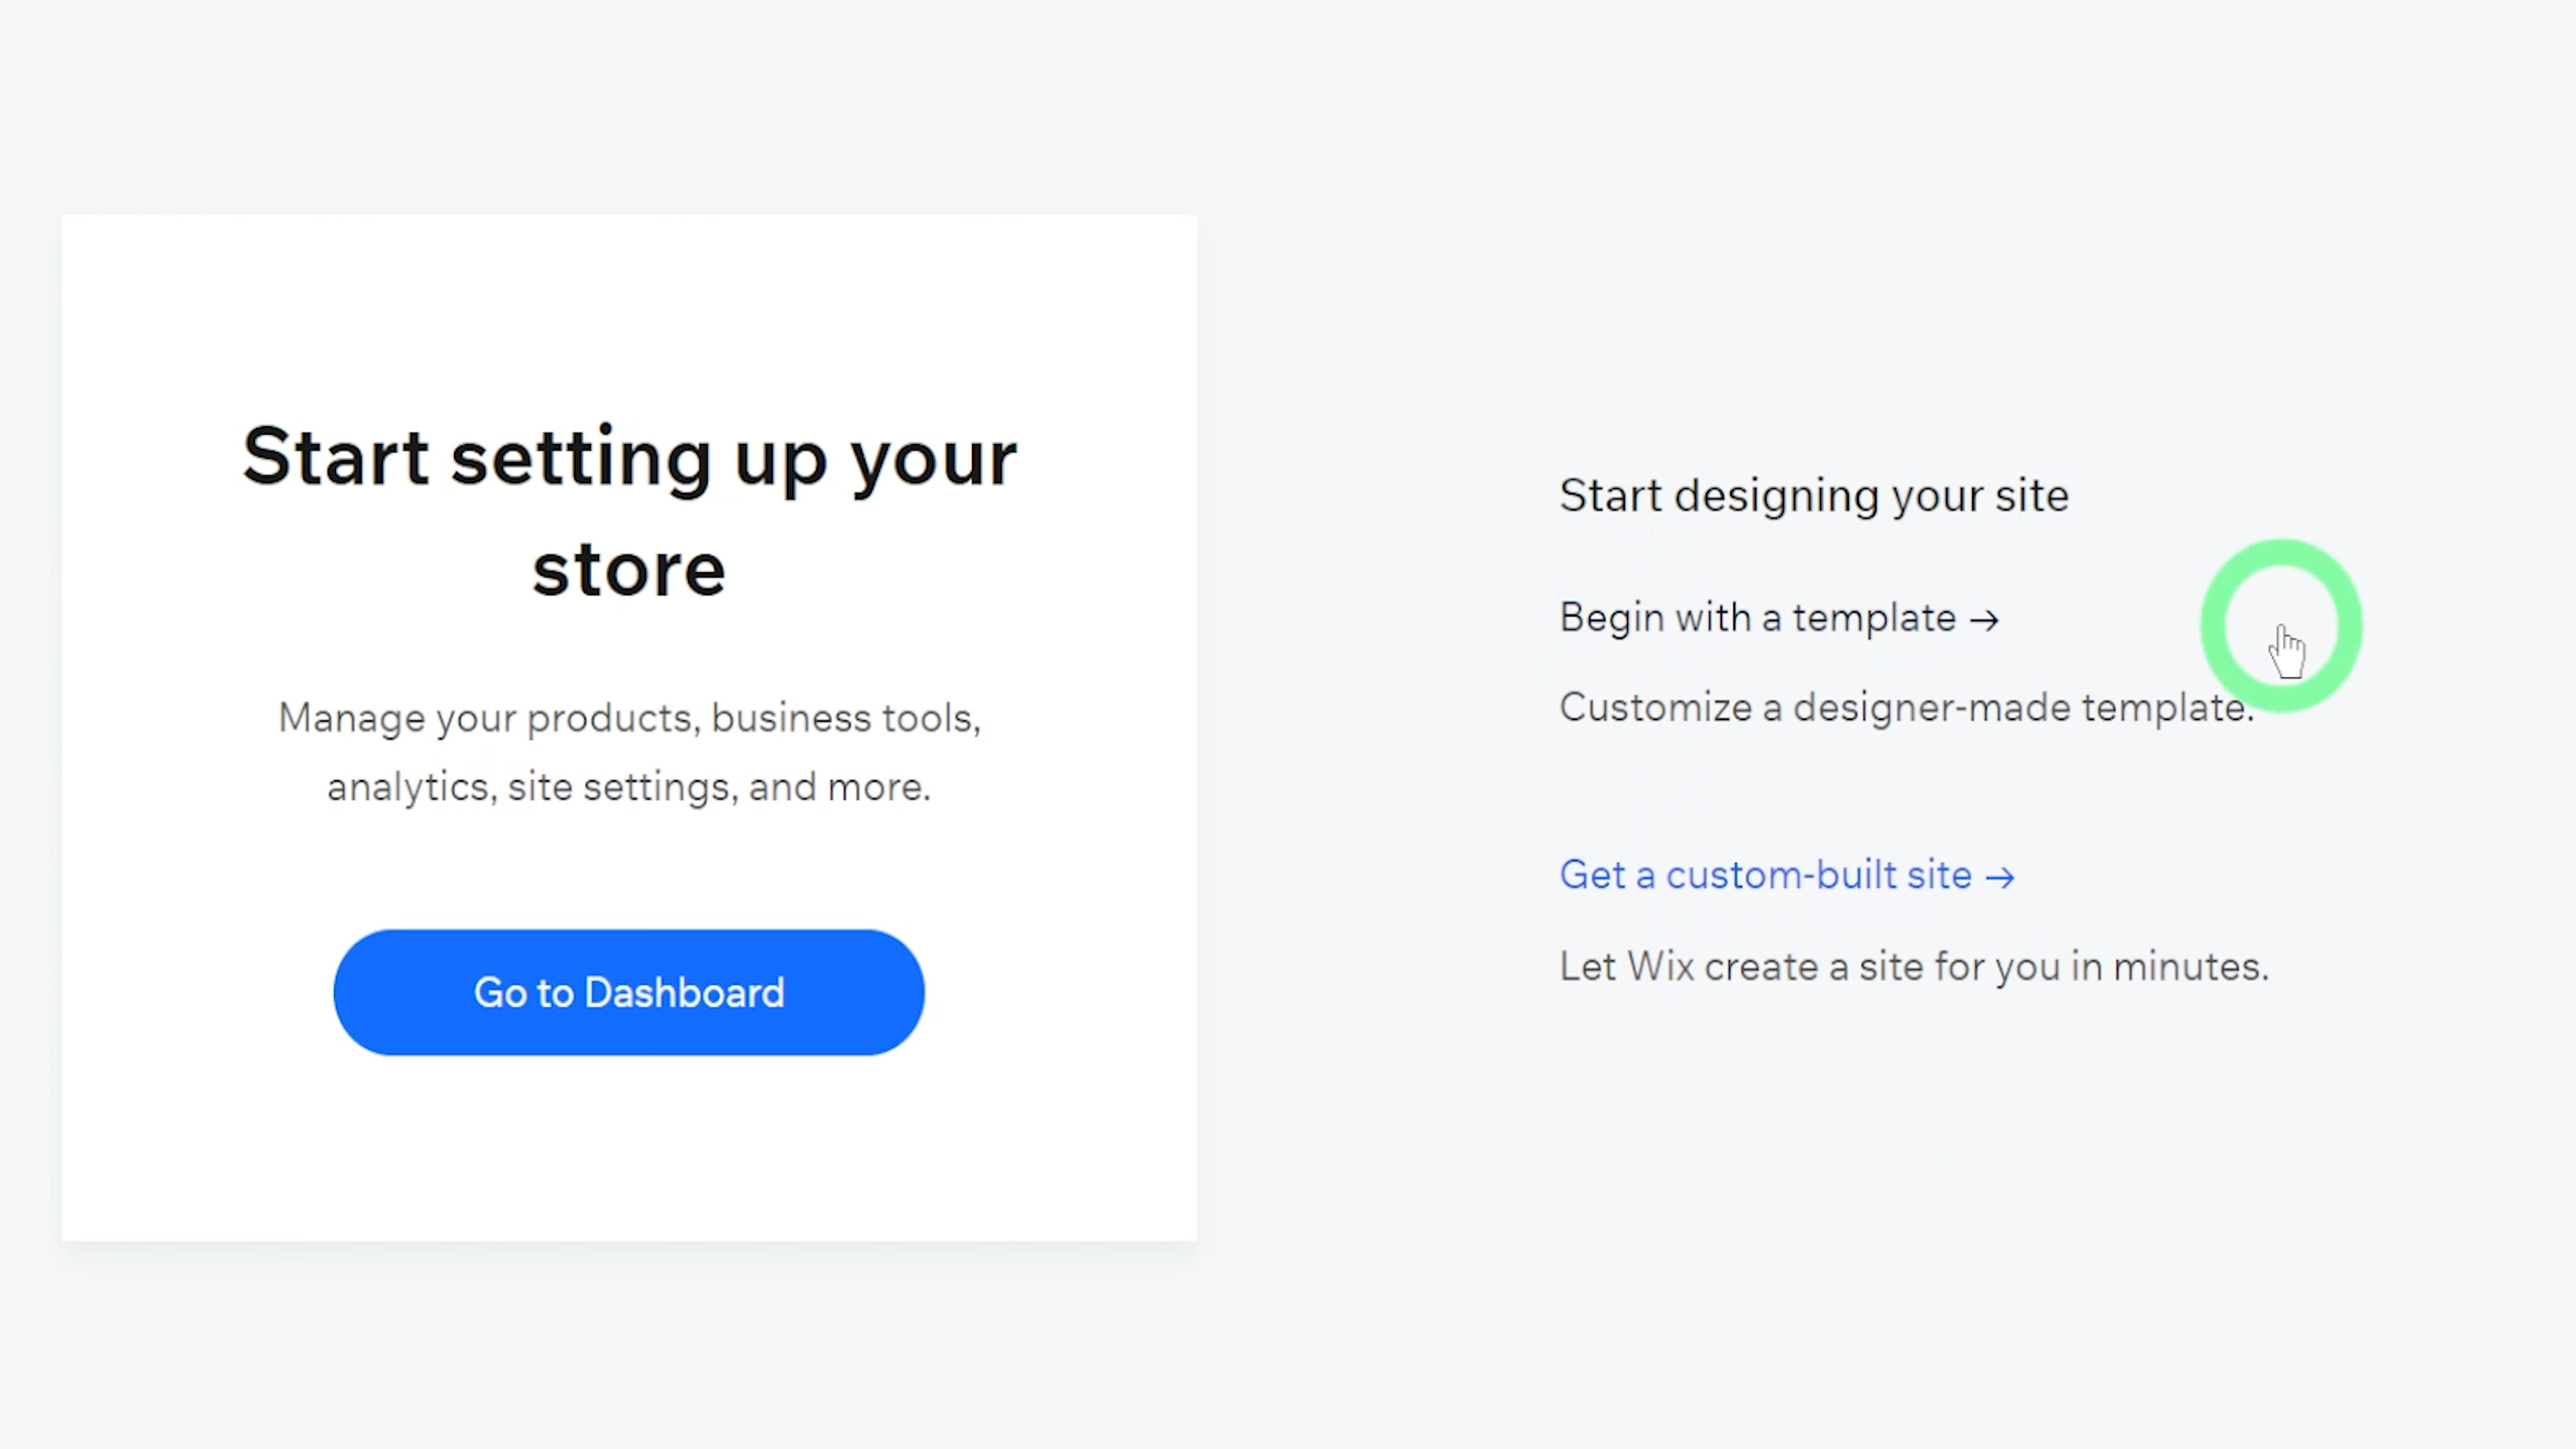 Start setting up your
store
Manage your products, business tools,
analytics, site settings, and more.
Go to Dashboard
Start designing your site
Begin with a template →
Customize a designer-made template.
Get a custom-built site →
Let Wix create a site for you in minutes.